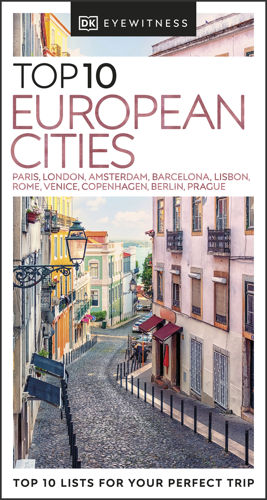 DK EYEWITNESS
TOP 10
EUROPEAN
CITIES
PARIS, LONDON, AMSTERDAM, BARCELONA, LISBON,
ROME, VENICE, COPENHAGEN, BERLIN, PRAGUE
TOP 10 LISTS FOR YOUR PERFECT TRIP